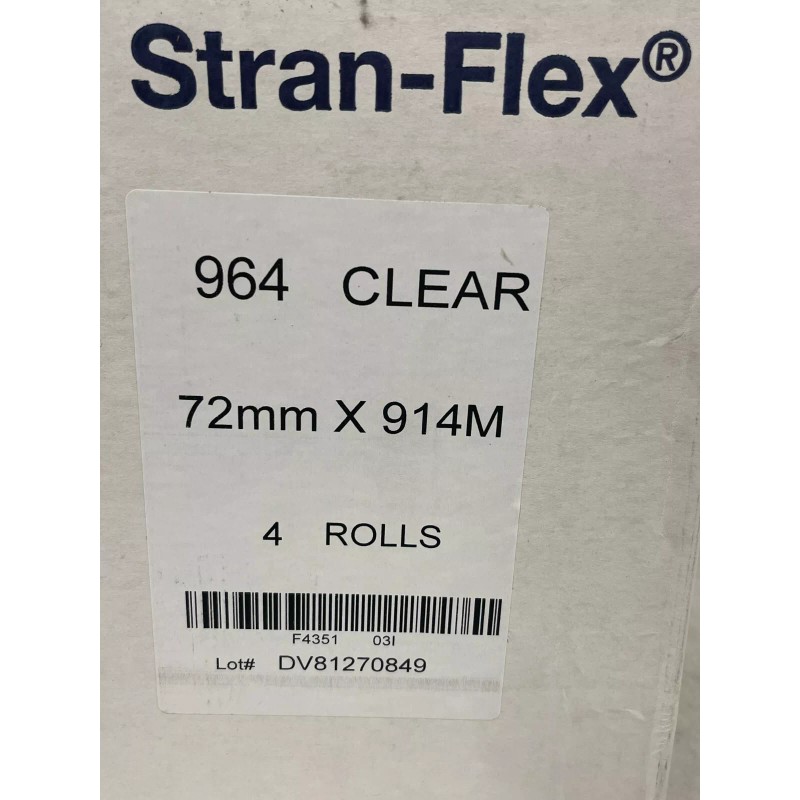 Stran-Flex®
964 CLEAR
72mm X 914M
4 ROLLS
F4351 03I
Lot# DV81270849